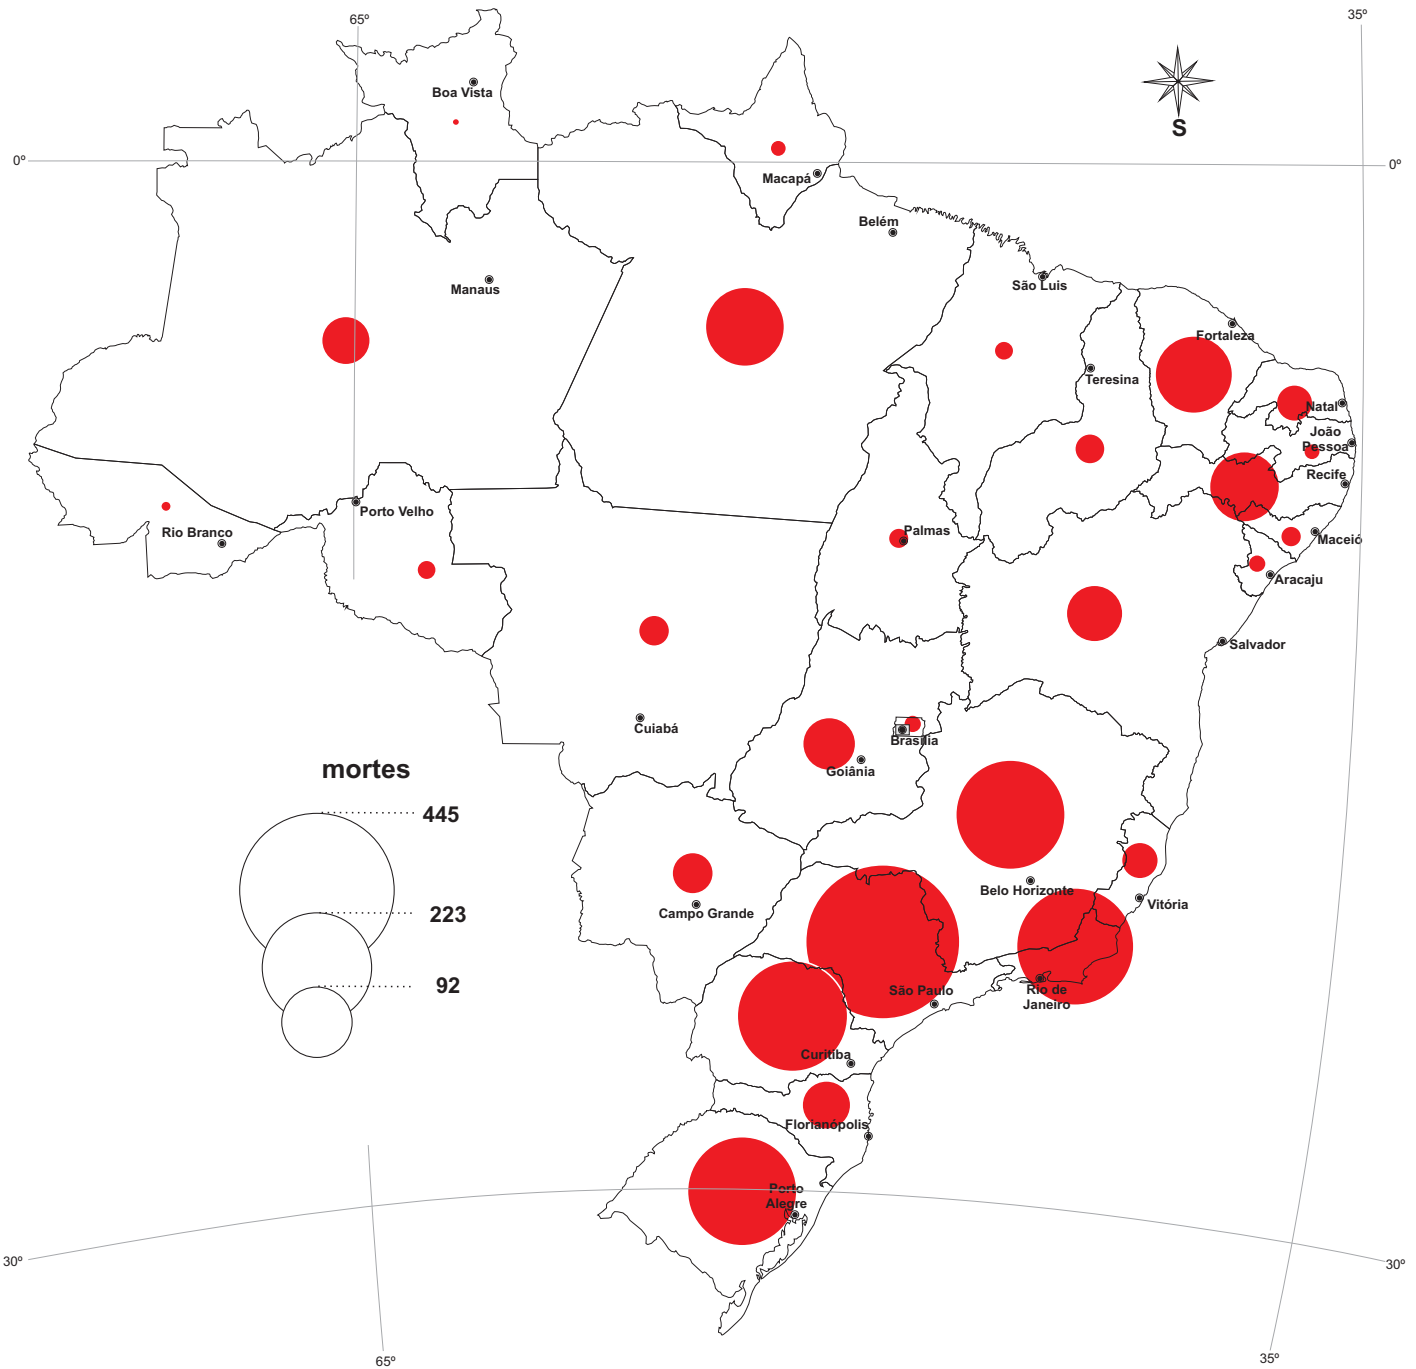 65º
35º
Boa Vista
S
0º
0º
Macapá
Belém
Manaus
São Luis
Fortaleza
Teresina
Natal
João
Pessoa
Recife
Porto Velho
Rio Branco
Palmas
Maceió
Aracaju
Salvador
Cuiabá
Brasília
Goiânia
mortes
445
223
92
Belo Horizonte
Campo Grande
Vitória
São Paulo
Rio de
Janeiro
Curitiba
Florianópolis
Porto
Alegre
30º
30º
65º
35º